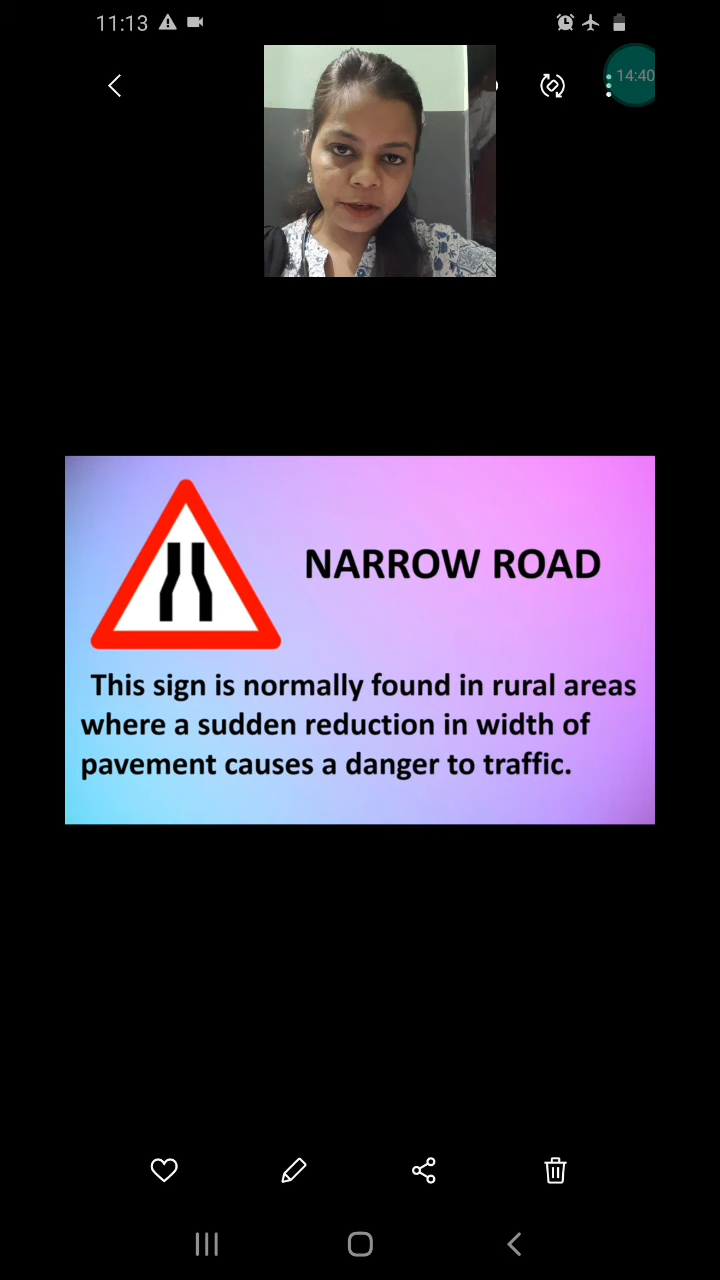 11:13
14:40
NARROW ROAD
This sign is normally found in rural areas
where a sudden reduction in width of
pavement causes a danger to traffic.